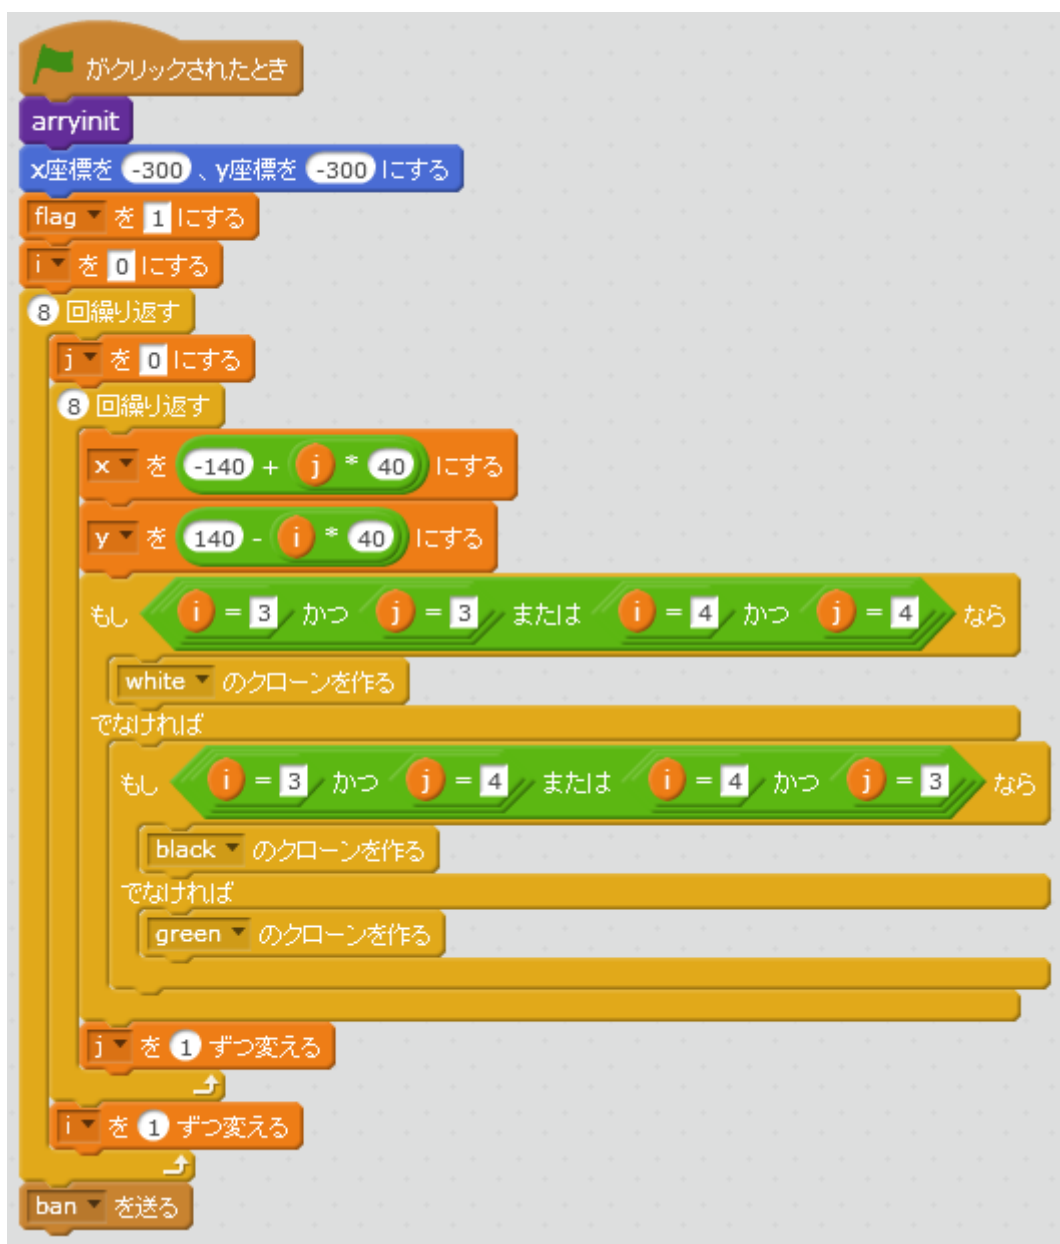 がクリックされたとき
arryinit
x座標を -300 、y座標を -300 にする
flag を 1 にする
i を 0 にする
8 回繰り返す
j を 0 にする
8 回繰り返す
x を -140 + j * 40 にする
y を 140 - i * 40 にする
もし i = 3 かつ j = 3 または i = 4 かつ j = 4 なら
white のクローンを作る
でなければ
もし i = 3 かつ j = 4 または i = 4 かつ j = 3 なら
black のクローンを作る
でなければ
green のクローンを作る
j を 1 ずつ変える
i を 1 ずつ変える
ban を送る